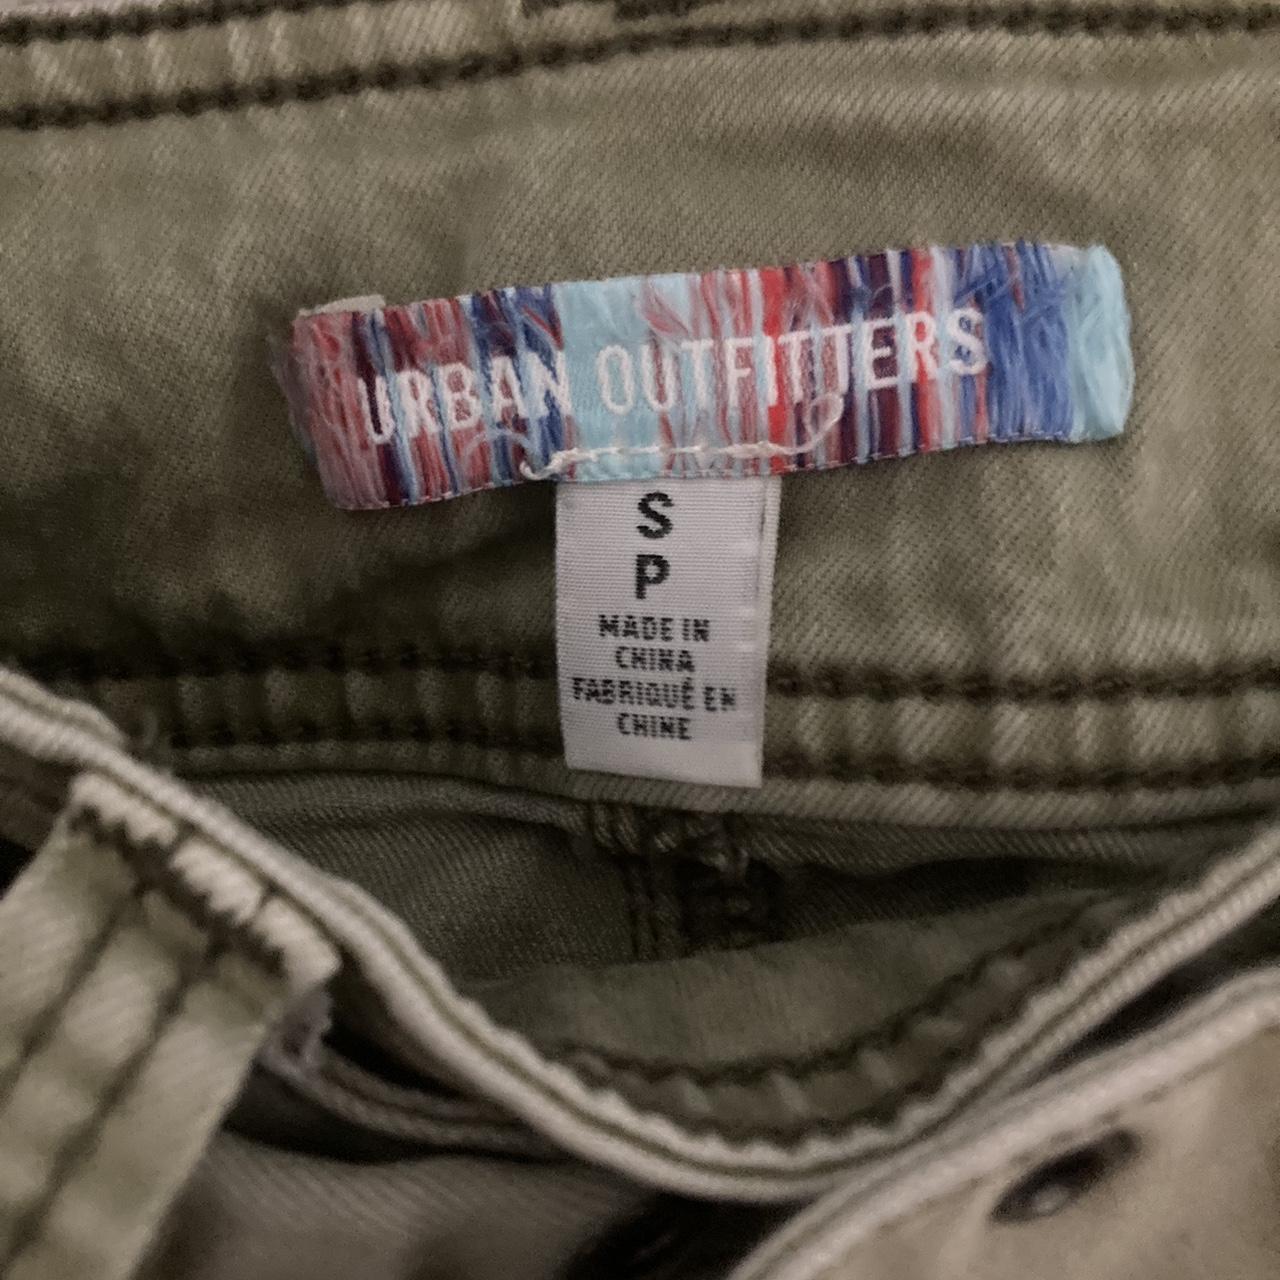 URBAN OUTFITTERS
S
P
MADE IN
CHINA
FABRIQUÉ EN
CHINE